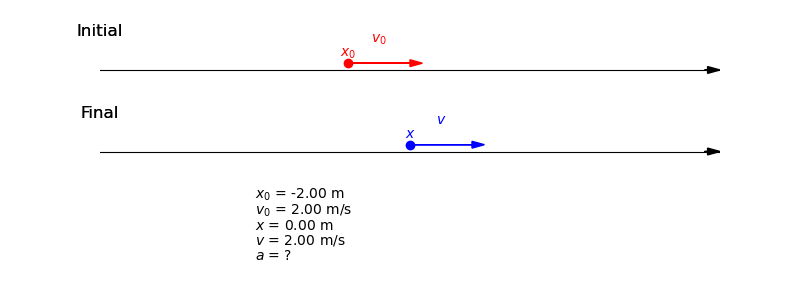 Initial
v₀
x₀
Final
v
x
x₀ = -2.00 m
v₀ = 2.00 m/s
x = 0.00 m
v = 2.00 m/s
a = ?